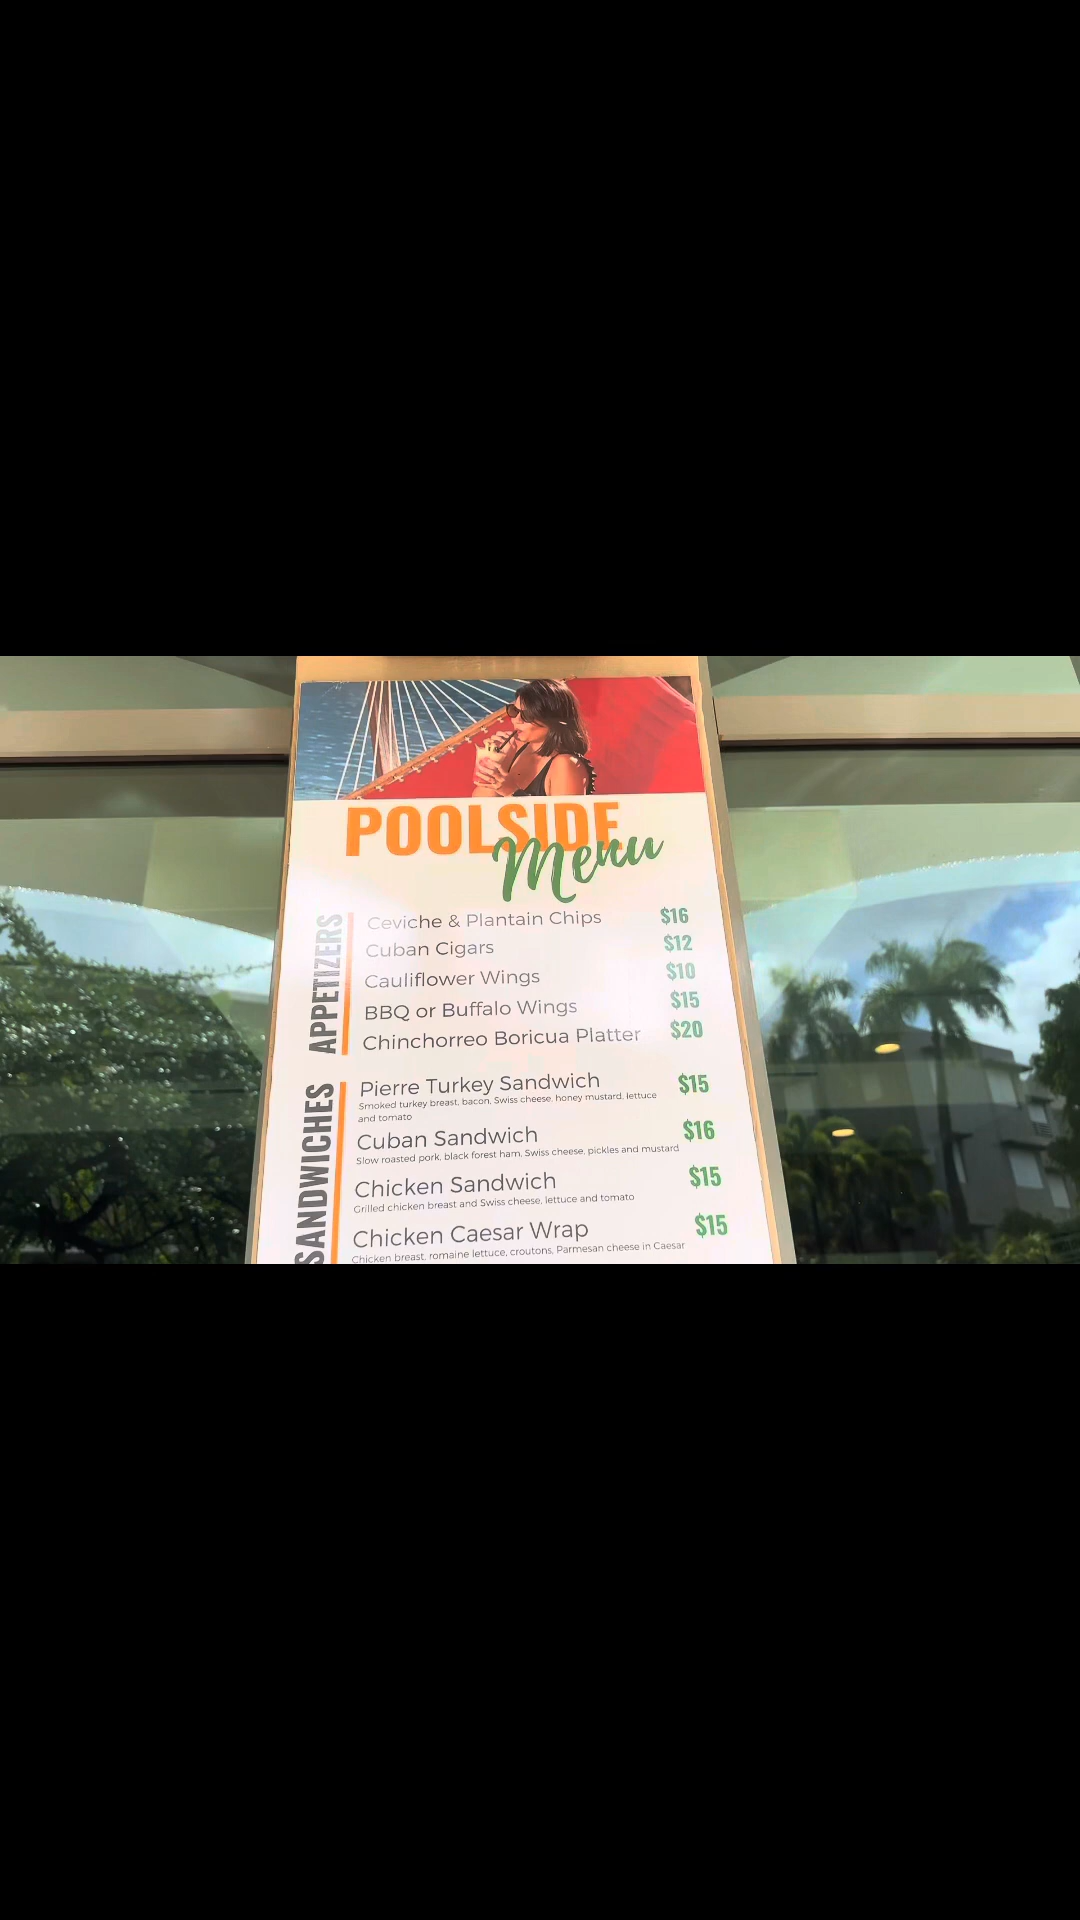 POOLSIDE
Menu
APPETIZERS
Ceviche & Plantain Chips $16
Cuban Cigars $12
Cauliflower Wings $10
BBQ or Buffalo Wings $15
Chinchorreo Boricua Platter $20
SANDWICHES
Pierre Turkey Sandwich $15
Smoked turkey breast, bacon, Swiss cheese, honey mustard, lettuce
and tomato
Cuban Sandwich $16
Slow roasted pork, black forest ham, Swiss cheese, pickles and mustard
Chicken Sandwich $15
Grilled chicken breast and Swiss cheese, lettuce and tomato
Chicken Caesar Wrap $15
Chicken breast, romaine lettuce, croutons, Parmesan cheese in Caesar